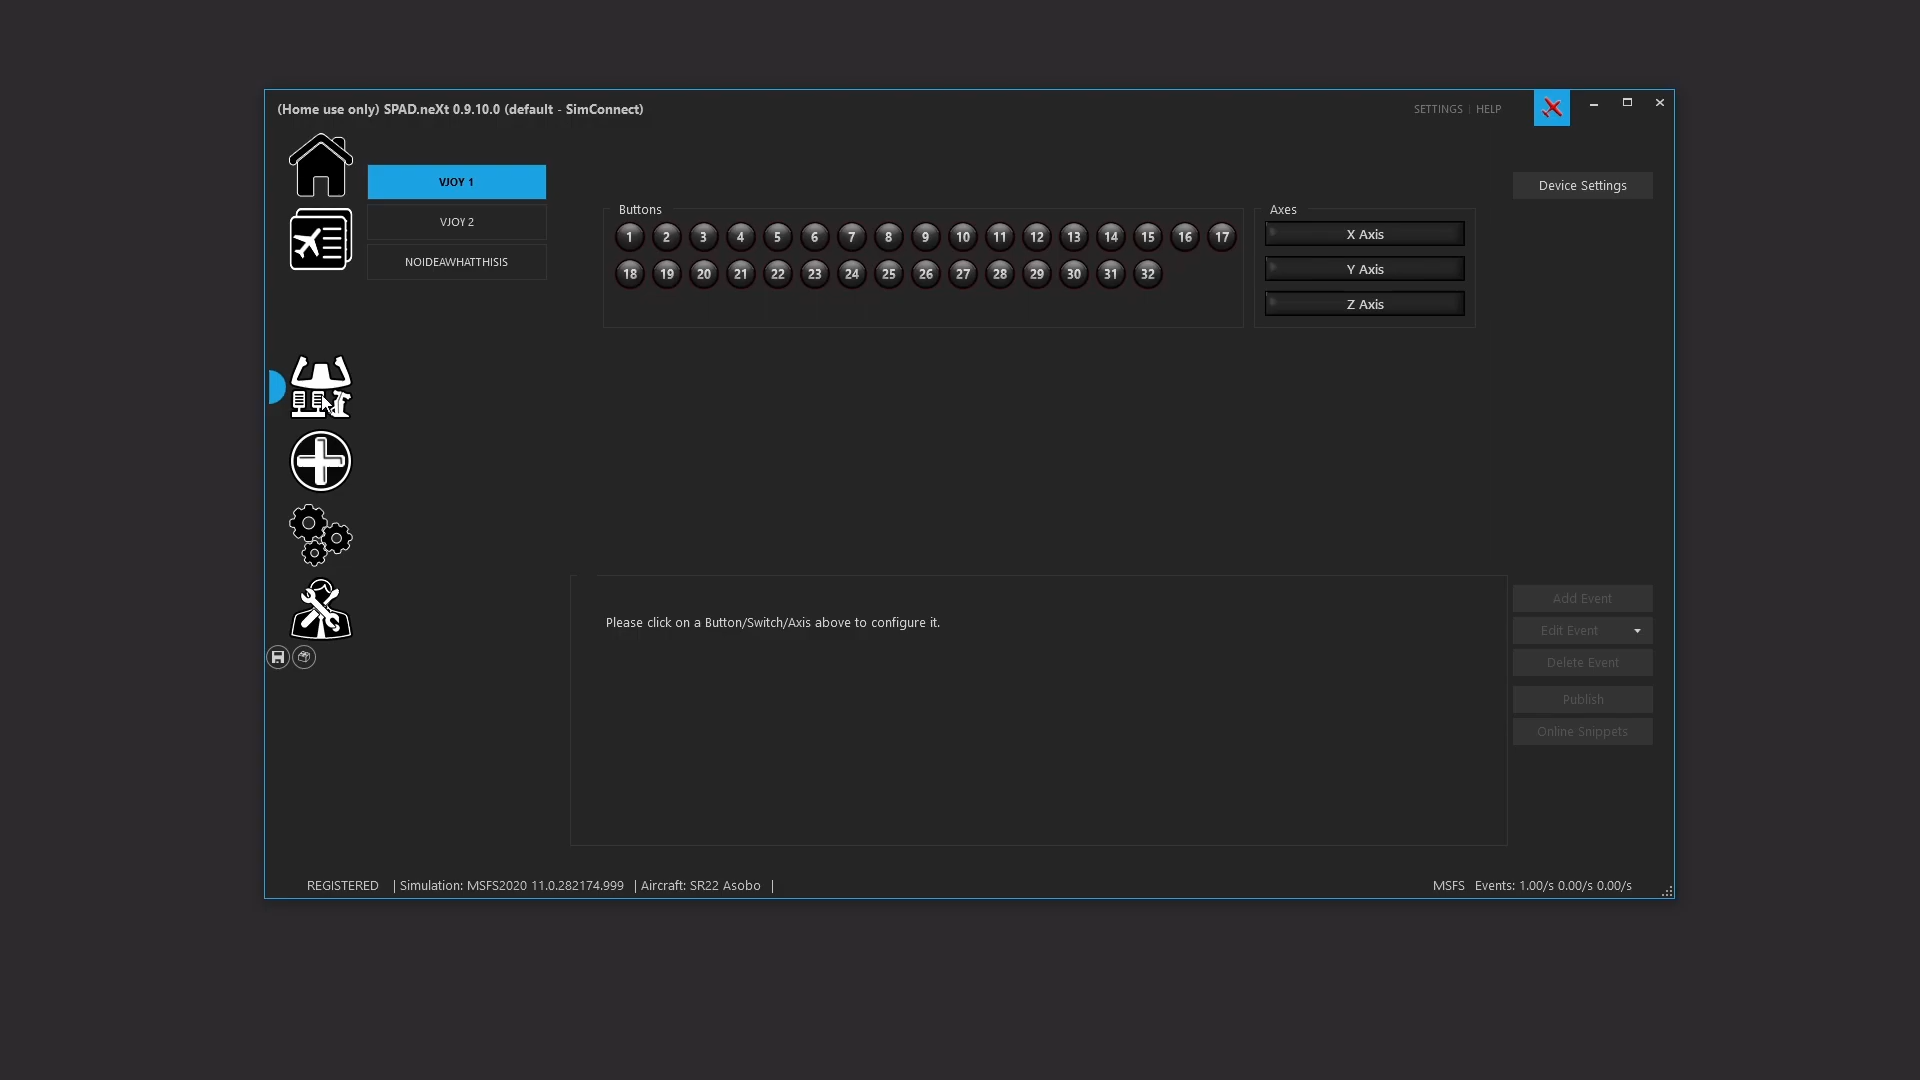 (Home use only) SPAD.neXt 0.9.10.0 (default - SimConnect)
SETTINGS | HELP
VJOY 1
VJOY 2
NOIDEAWHATTHISIS
Device Settings
Buttons
1 2 3 4 5 6 7 8 9 10 11 12 13 14 15 16 17
18 19 20 21 22 23 24 25 26 27 28 29 30 31 32
Axes
X Axis
Y Axis
Z Axis
Please click on a Button/Switch/Axis above to configure it.
Add Event
Edit Event
Delete Event
Publish
Online Snippets
REGISTERED | Simulation: MSFS2020 11.0.282174.999 | Aircraft: SR22 Asobo |
MSFS Events: 1.00/s 0.00/s 0.00/s